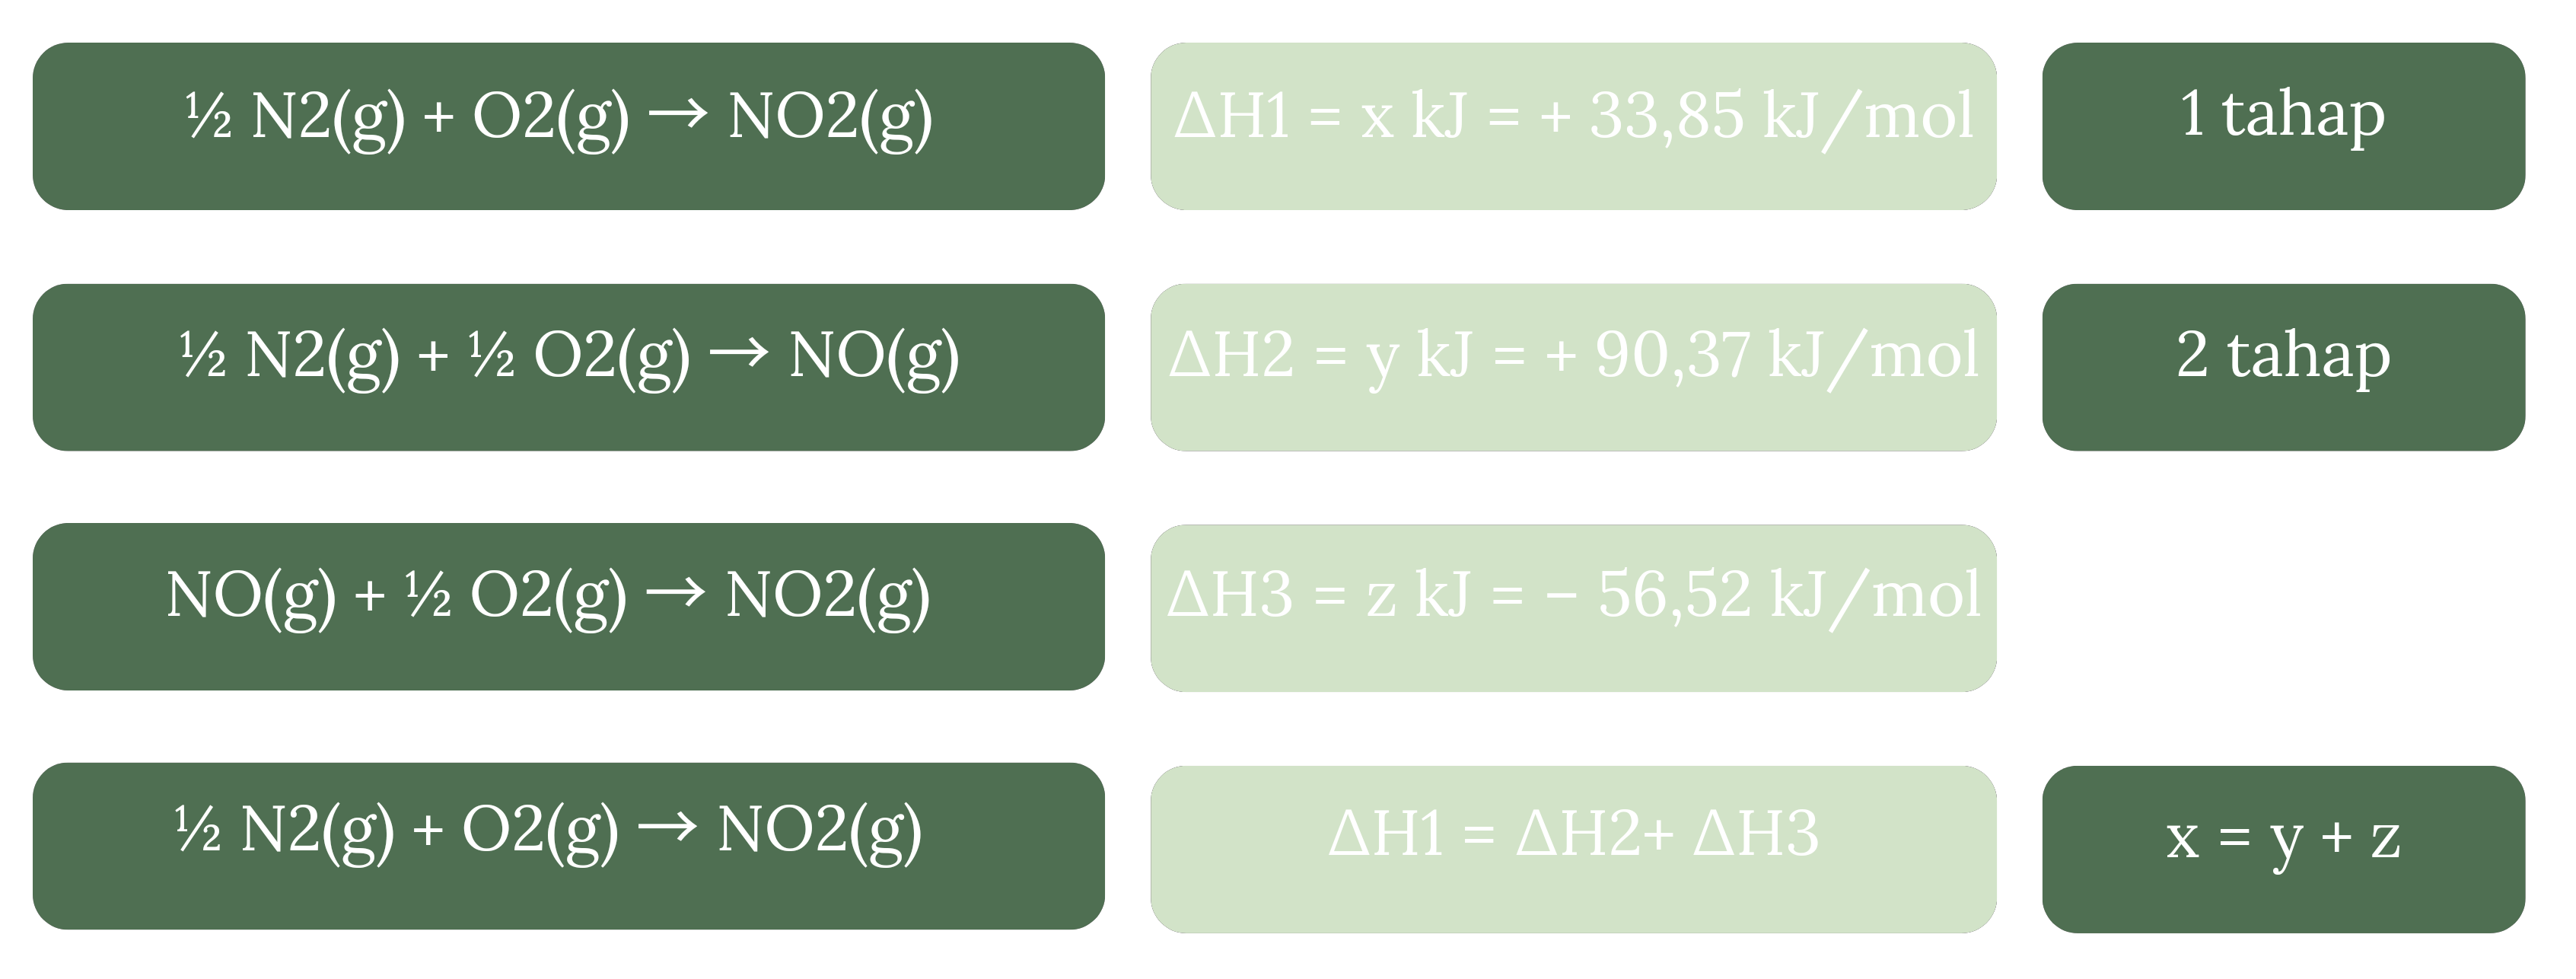 ½ N2(g) + O2(g) → NO2(g)
ΔH1 = x kJ = + 33,85 kJ/mol
1 tahap
½ N2(g) + ½ O2(g) → NO(g)
ΔH2 = y kJ = + 90,37 kJ/mol
2 tahap
NO(g) + ½ O2(g) → NO2(g)
ΔH3 = z kJ = − 56,52 kJ/mol
½ N2(g) + O2(g) → NO2(g)
ΔH1 = ΔH2+ ΔH3
x = y + z